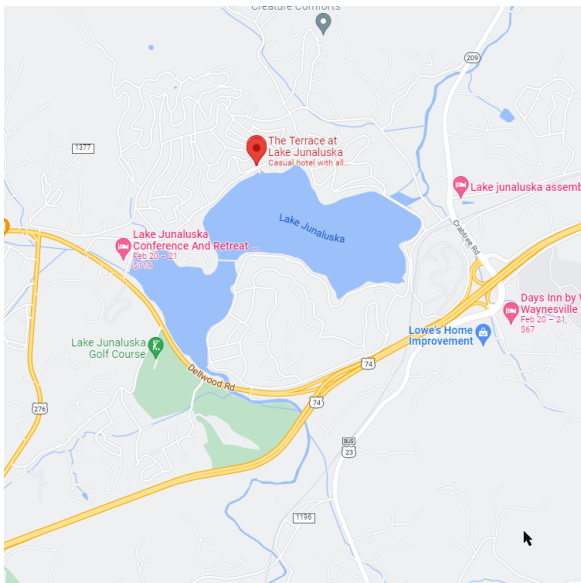 Creature Comforts
209
1377
The Terrace at
Lake Junaluska
Casual hotel with all...
Lake junaluska assemb
Lake Junaluska
Crabtree Rd
Lake Junaluska
Conference And Retreat...
Feb 20 – 21
$119
Days Inn by W
Waynesville
Feb 20 – 21
$67
Lowe's Home
Improvement
Lake Junaluska
Golf Course
74
Dellwood Rd
276
74
BUS
23
1196